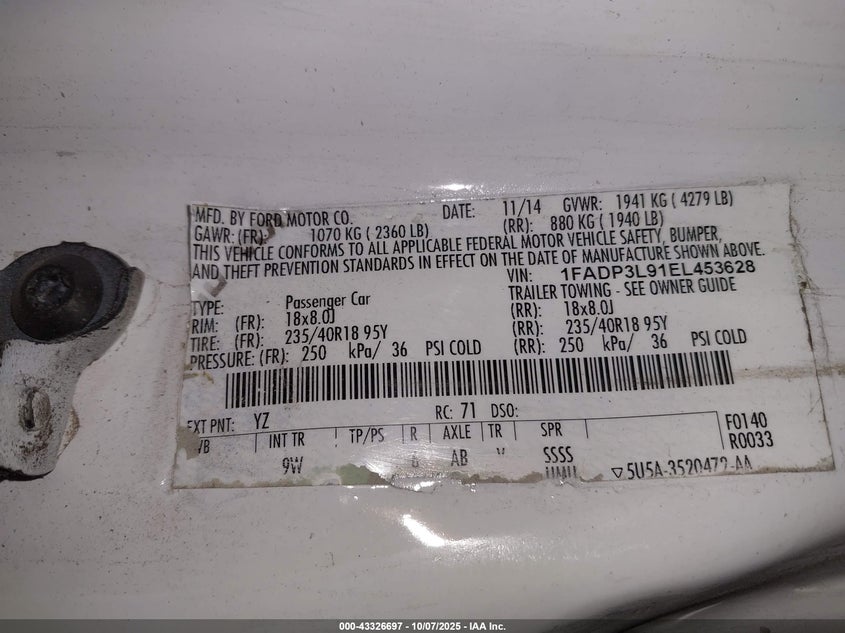 MFD. BY FORD MOTOR CO. DATE: 11/14 GVWR: 1941 KG ( 4279 LB)
GAWR: (FR): 1070 KG ( 2360 LB) (RR): 880 KG ( 1940 LB)
THIS VEHICLE CONFORMS TO ALL APPLICABLE FEDERAL MOTOR VEHICLE SAFETY, BUMPER,
AND THEFT PREVENTION STANDARDS IN EFFECT ON THE DATE OF MANUFACTURE SHOWN ABOVE.
VIN: 1FADP3L91EL453628
TYPE: Passenger Car TRAILER TOWING - SEE OWNER GUIDE
RIM: (FR): 18x8.0J (RR): 18x8.0J
TIRE: (FR): 235/40R18 95Y (RR): 235/40R18 95Y
PRESSURE: (FR): 250 kPa/ 36 PSI COLD (RR): 250 kPa/ 36 PSI COLD
EXT PNT: YZ RC: 71 DSO:
WB INT TR TP/PS R AXLE TR SPR F0140
9W AB SSSS R0033
▽5U5A-3520472-AA
000-43326697 - 10/07/2025 - IAA Inc.